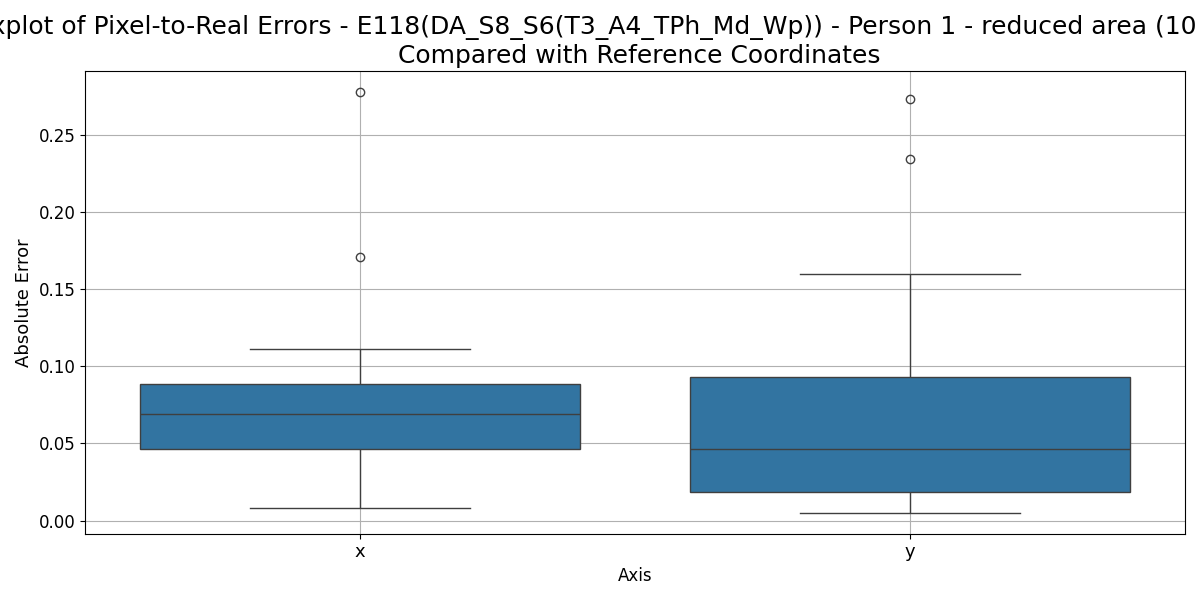 xplot of Pixel-to-Real Errors - E118(DA_S8_S6(T3_A4_TPh_Md_Wp)) - Person 1 - reduced area (10
Compared with Reference Coordinates
0.25
0.20
0.15
0.10
0.05
0.00
Absolute Error
x
y
Axis